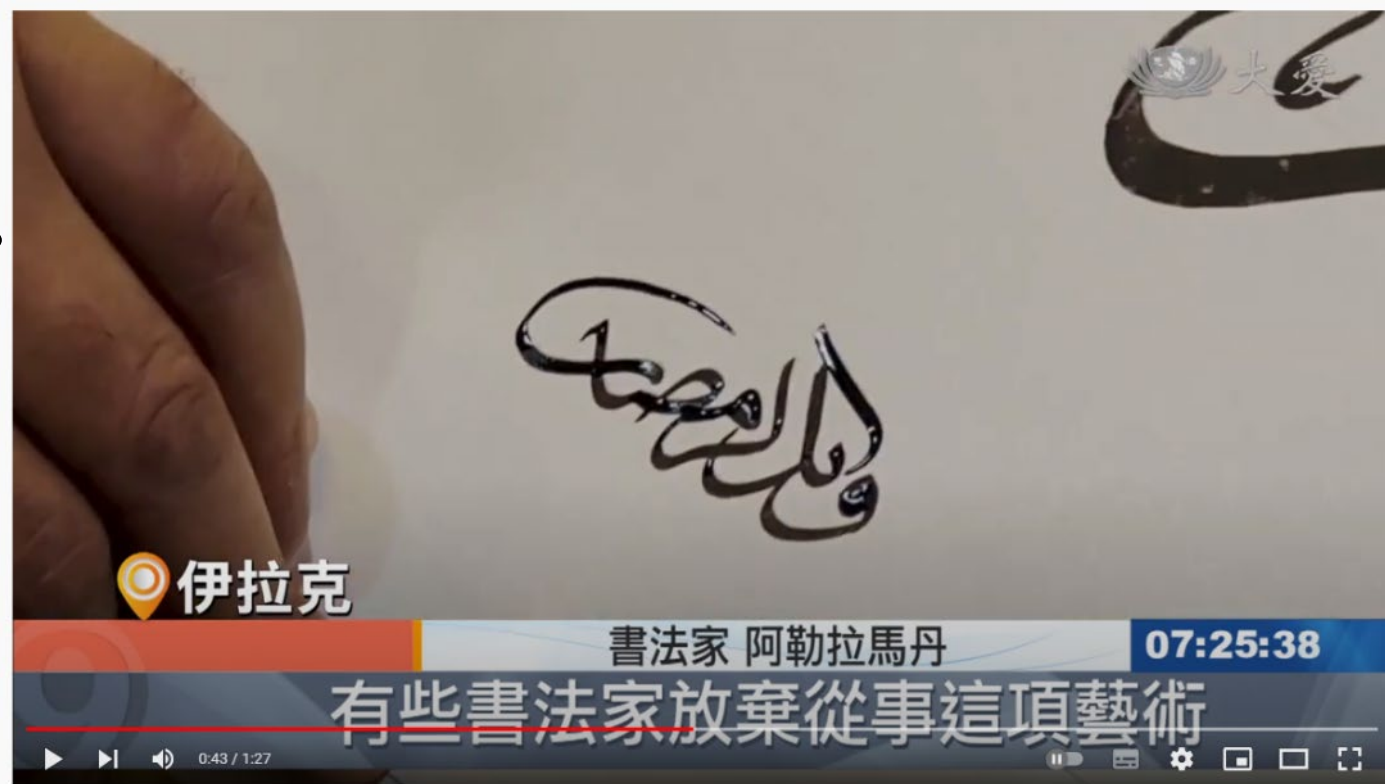 大愛
伊拉克
書法家 阿勒拉馬丹
07:25:38
有些書法家放棄從事這項藝術
0:43 / 1:27